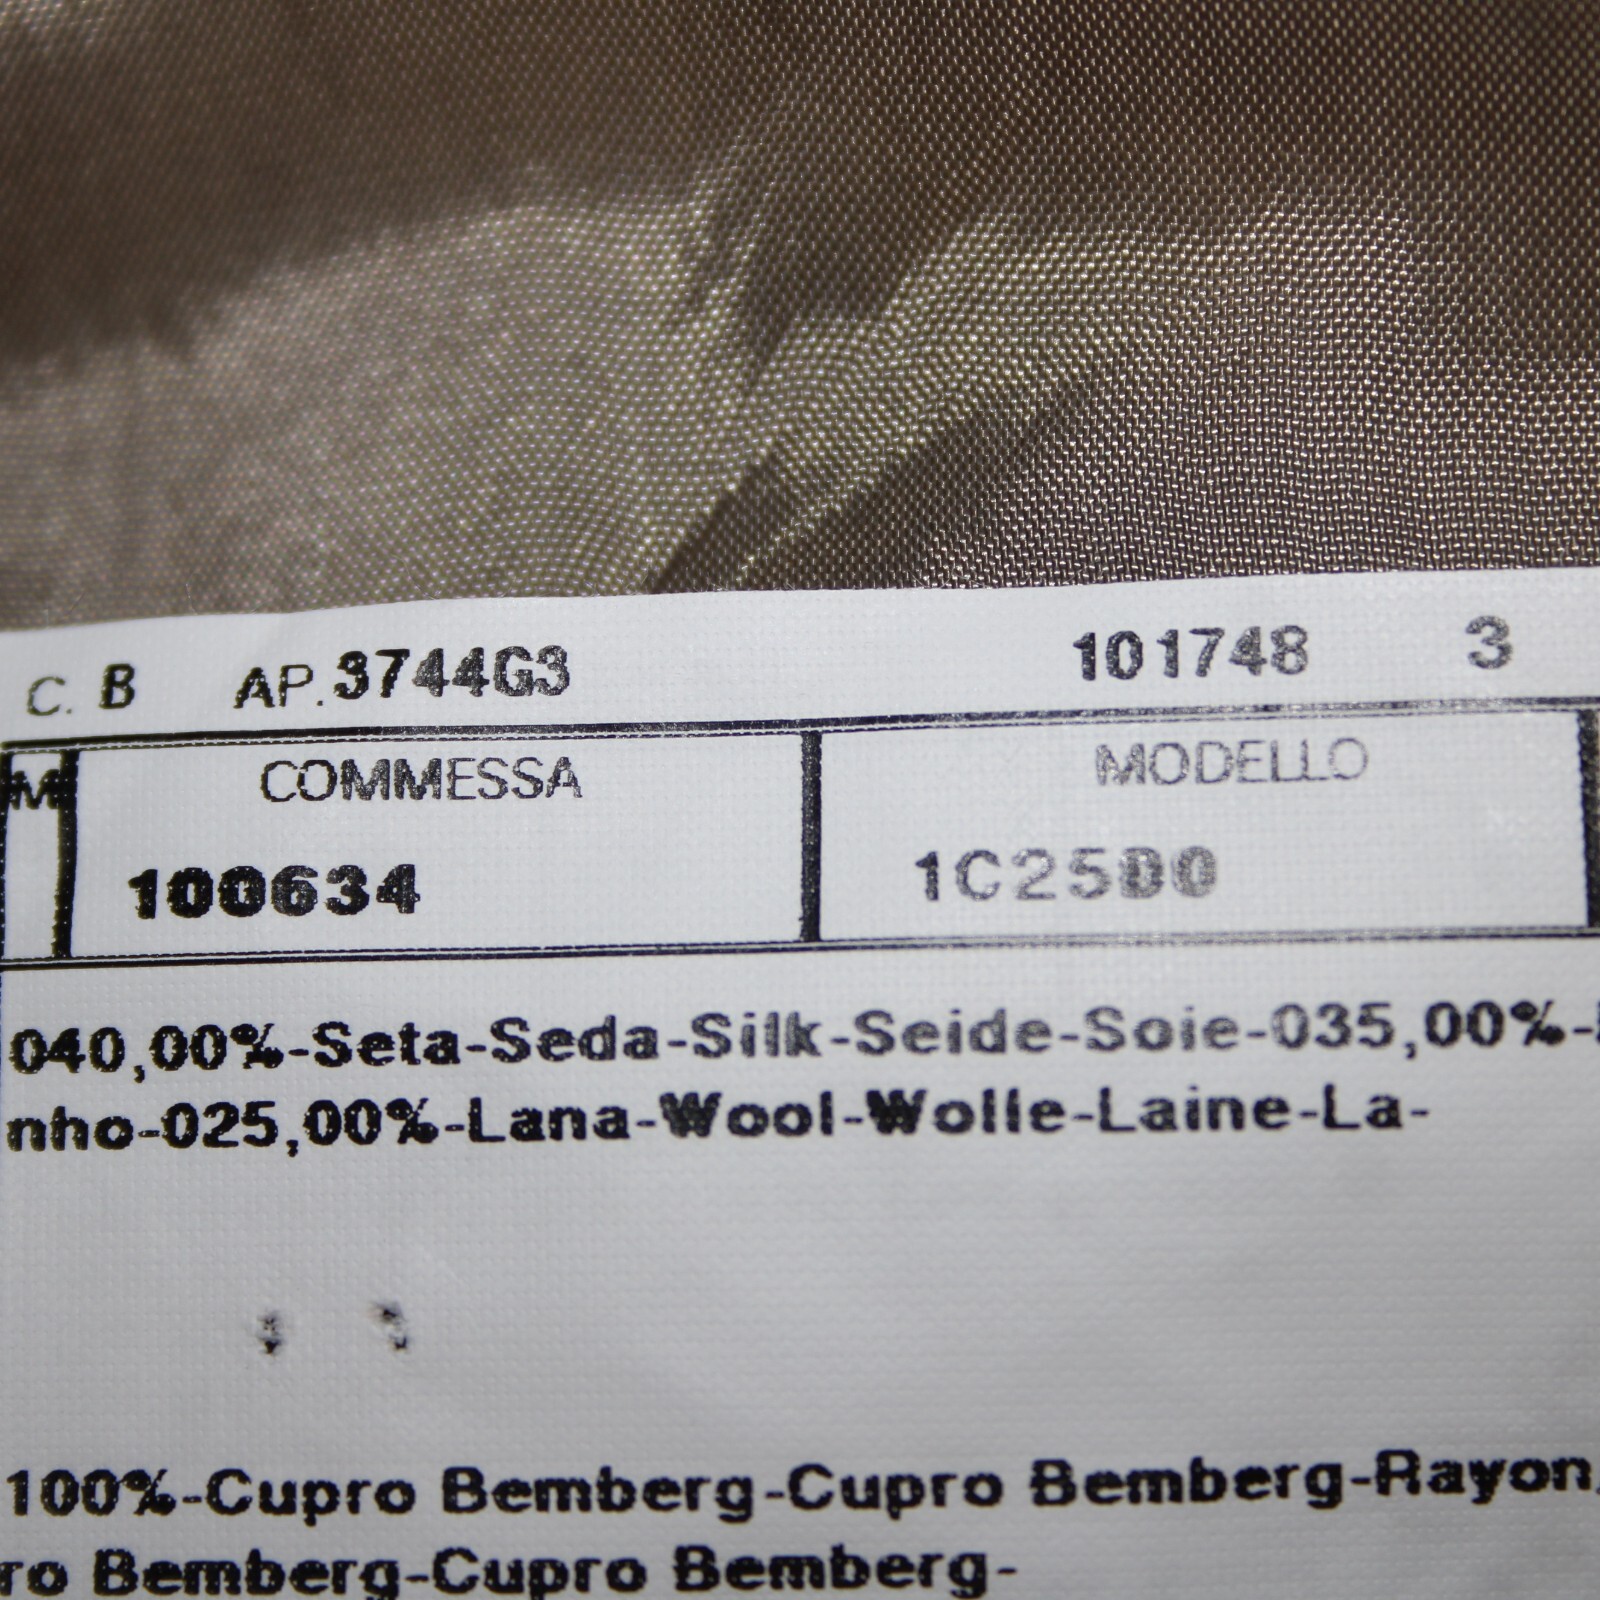 C. B AP. 3744G3 101748 3
M COMMESSA MODELLO
100634 1C25D0
040,00%-Seta-Seda-Silk-Seide-Soie-035,00%-
nho-025,00%-Lana-Wool-Wolle-Laine-La-
100%-Cupro Bemberg-Cupro Bemberg-Rayon
ro Bemberg-Cupro Bemberg-